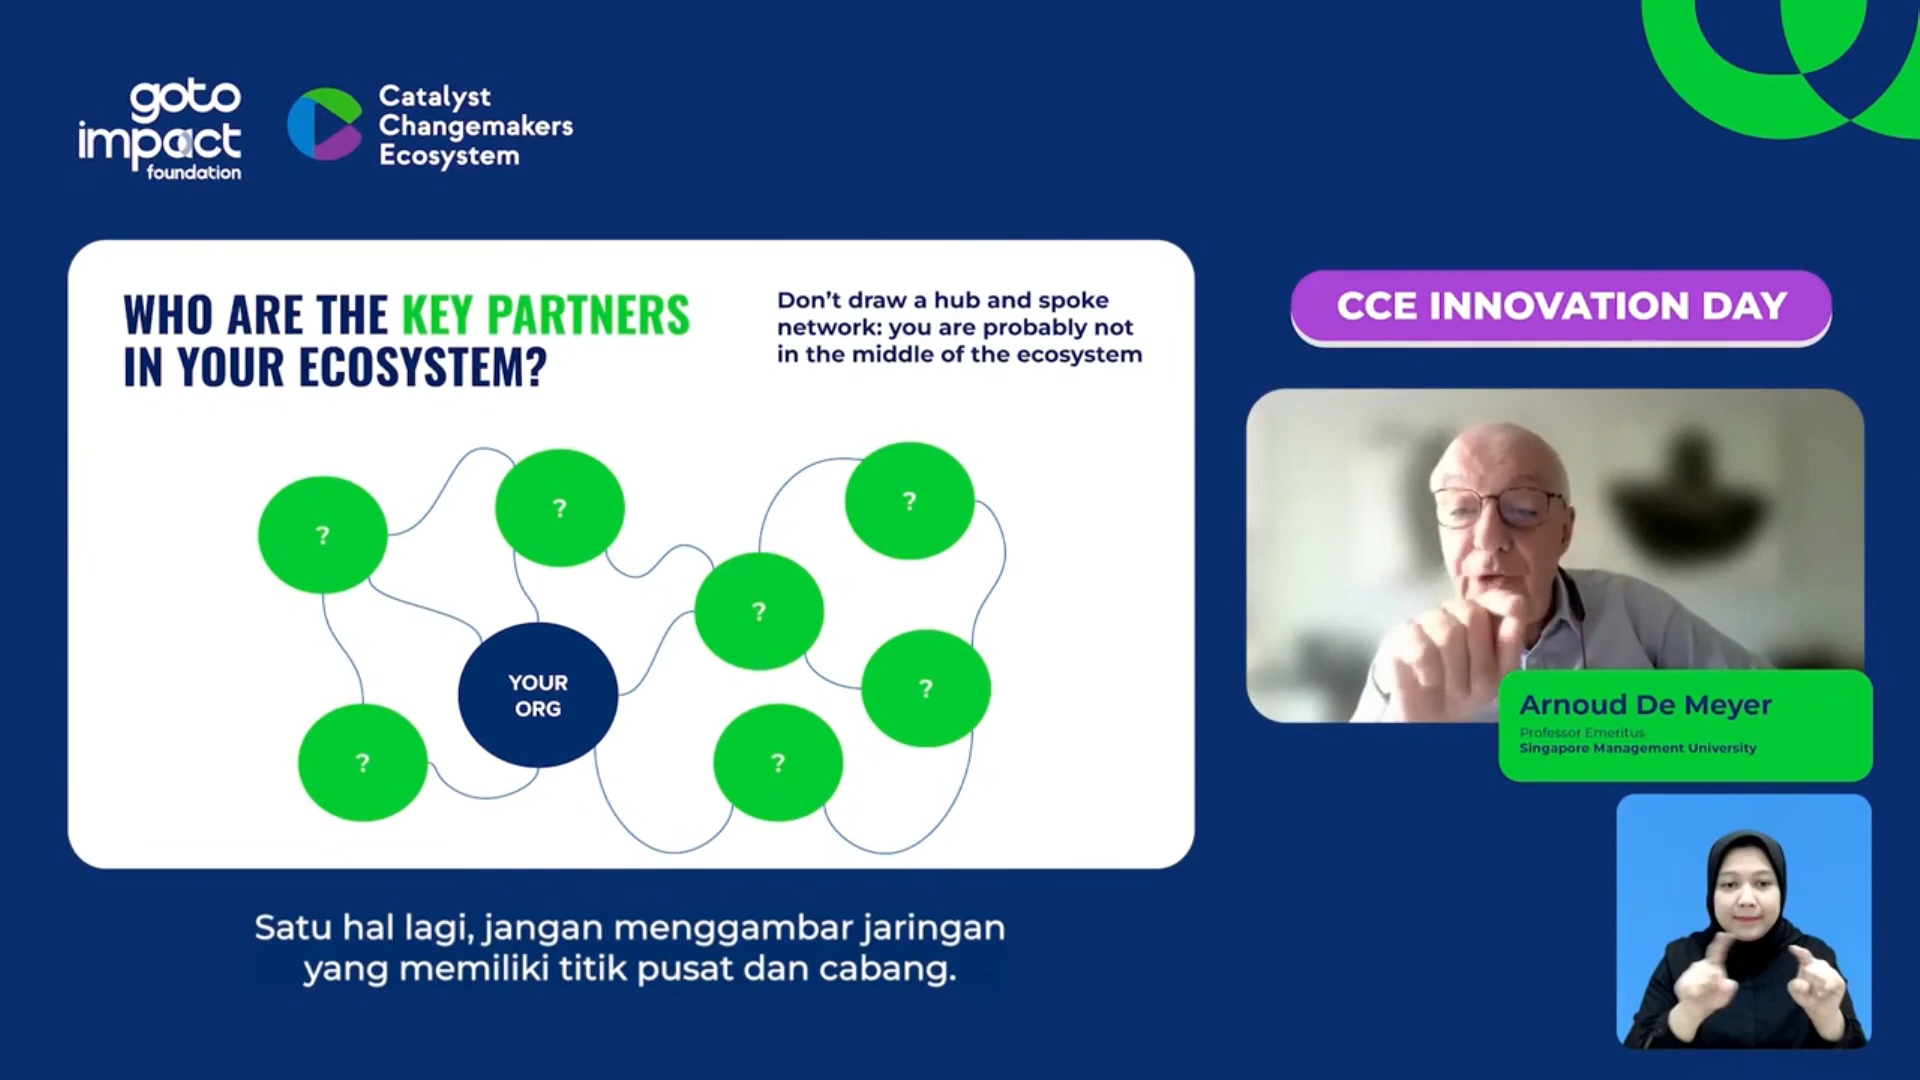 goto
impact
foundation
Catalyst
Changemakers
Ecosystem
WHO ARE THE KEY PARTNERS
IN YOUR ECOSYSTEM?
Don't draw a hub and spoke
network: you are probably not
in the middle of the ecosystem
?
?
?
?
?
?
?
YOUR
ORG
CCE INNOVATION DAY
Arnoud De Meyer
Professor Emeritus
Singapore Management University
Satu hal lagi, jangan menggambar jaringan
yang memiliki titik pusat dan cabang.